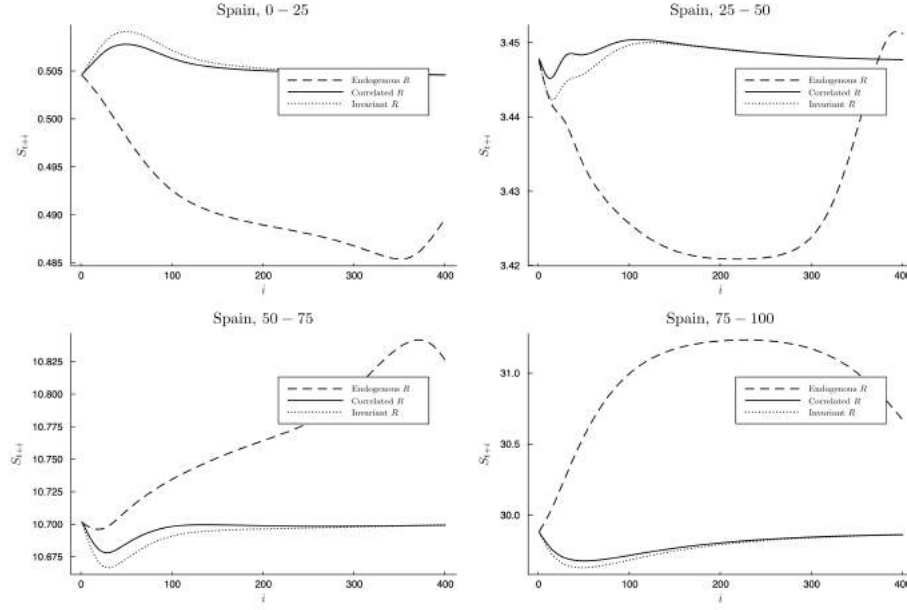 Spain, 0 − 25
0.505
0.500
0.495
0.490
0.485
S_{t+i}
Endogenous R
Correlated R
Invariant R
0
100
200
300
400
i
Spain, 25 − 50
3.45
3.44
3.43
3.42
S_{t+i}
Endogenous R
Correlated R
Invariant R
0
100
200
300
400
i
Spain, 50 − 75
10.825
10.800
10.775
10.750
10.725
10.700
10.675
S_{t+i}
Endogenous R
Correlated R
Invariant R
0
100
200
300
400
i
Spain, 75 − 100
31.0
30.5
30.0
S_{t+i}
Endogenous R
Correlated R
Invariant R
0
100
200
300
400
i